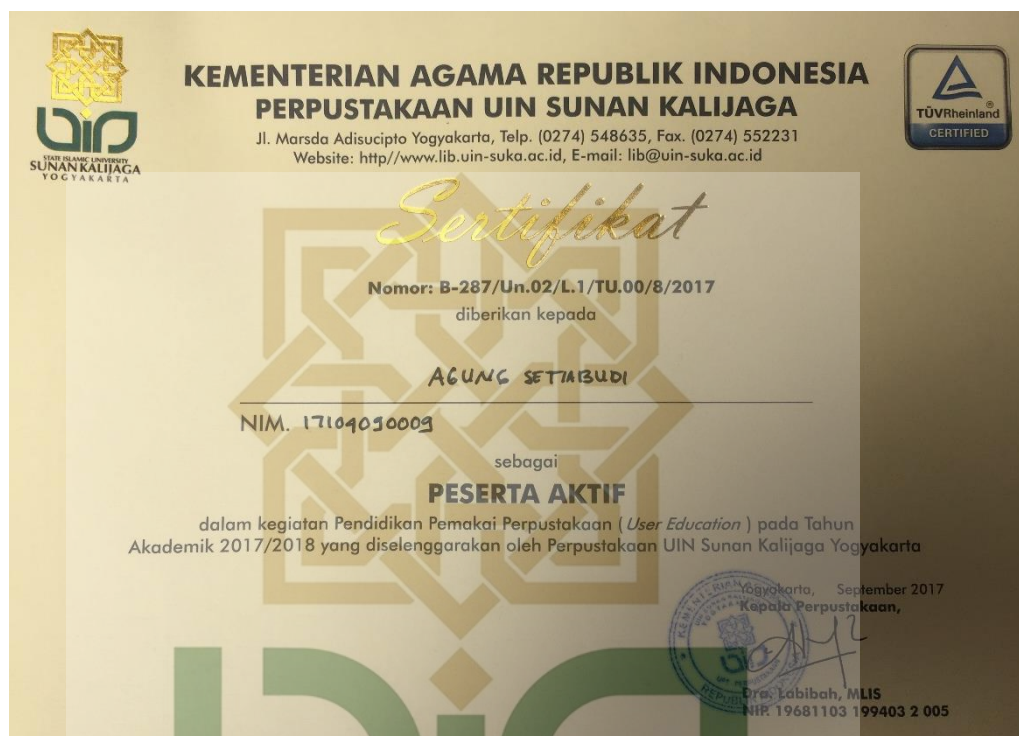 KEMENTERIAN AGAMA REPUBLIK INDONESIA
PERPUSTAKAAN UIN SUNAN KALIJAGA
Jl. Marsda Adisucipto Yogyakarta, Telp. (0274) 548635, Fax. (0274) 552231
Website: http//www.lib.uin-suka.ac.id, E-mail: lib@uin-suka.ac.id
uin
STATE ISLAMIC UNIVERSITY
SUNAN KALIJAGA
YOGYAKARTA
TÜVRheinland®
CERTIFIED
Sertifikat
Nomor: B-287/Un.02/L.1/TU.00/8/2017
diberikan kepada
AGUNG SETIABUDI
NIM. 17104090009
sebagai
PESERTA AKTIF
dalam kegiatan Pendidikan Pemakai Perpustakaan ( User Education ) pada Tahun
Akademik 2017/2018 yang diselenggarakan oleh Perpustakaan UIN Sunan Kalijaga Yogyakarta
Yogyakarta, September 2017
Kepala Perpustakaan,
Dra. Labibah, MLIS
NIP. 19681103 199403 2 005